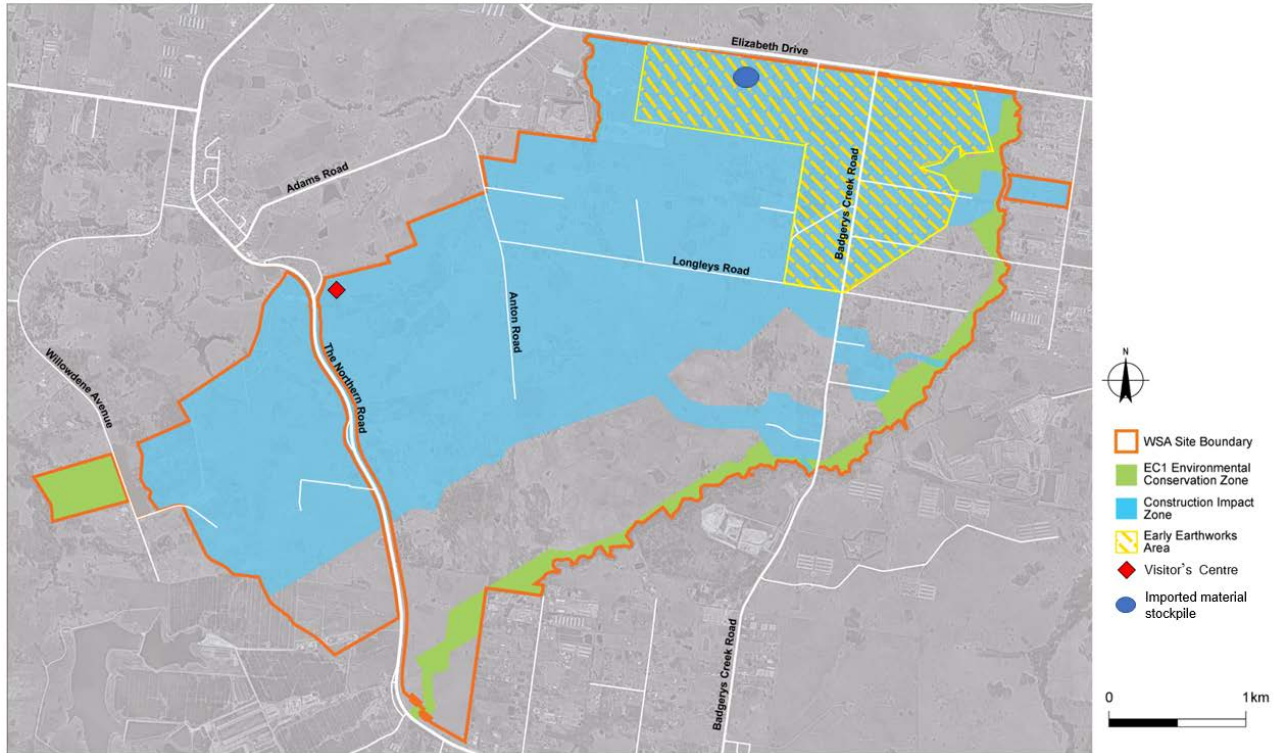 Elizabeth Drive
Adams Road
Badgerys Creek Road
Longleys Road
Anton Road
The Northern Road
Willowdene Avenue
Badgerys Creek Road
N
WSA Site Boundary
EC1 Environmental
Conservation Zone
Construction Impact
Zone
Early Earthworks
Area
Visitor's Centre
Imported material
stockpile
0
1km